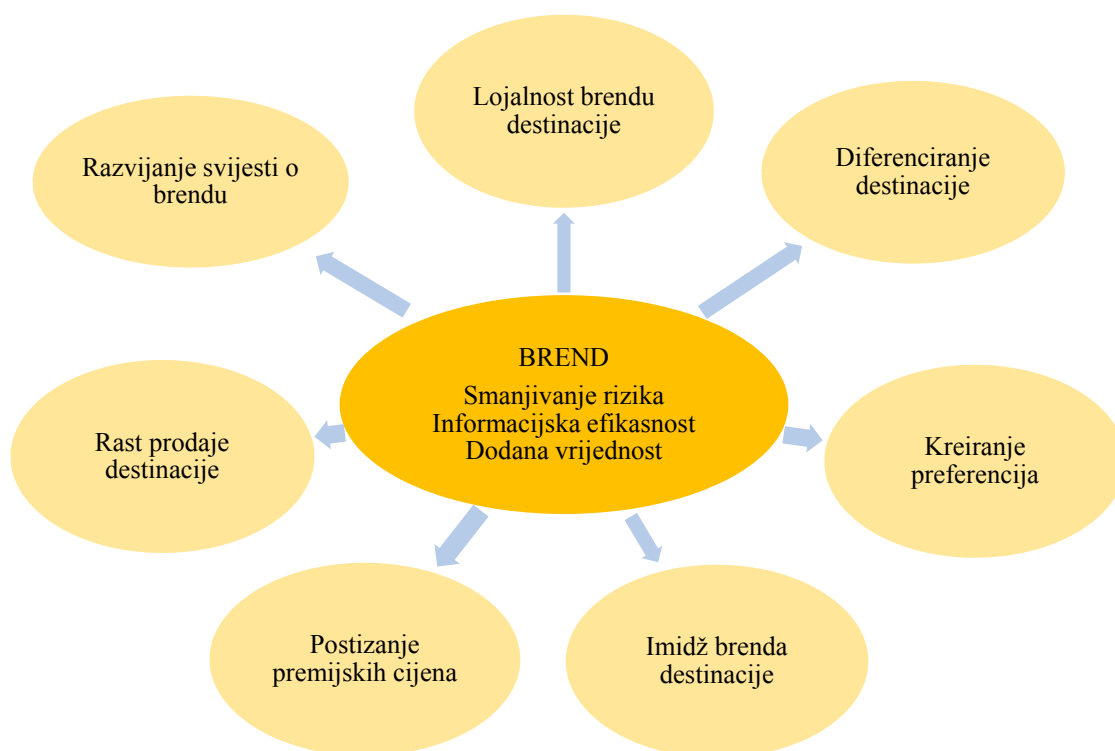 Lojalnost brendu
destinacije
Razvijanje svijesti o
brendu
Diferenciranje
destinacije
BREND
Smanjivanje rizika
Informacijska efikasnost
Dodana vrijednost
Rast prodaje
destinacije
Kreiranje
preferencija
Postizanje
premijskih cijena
Imidž brenda
destinacije